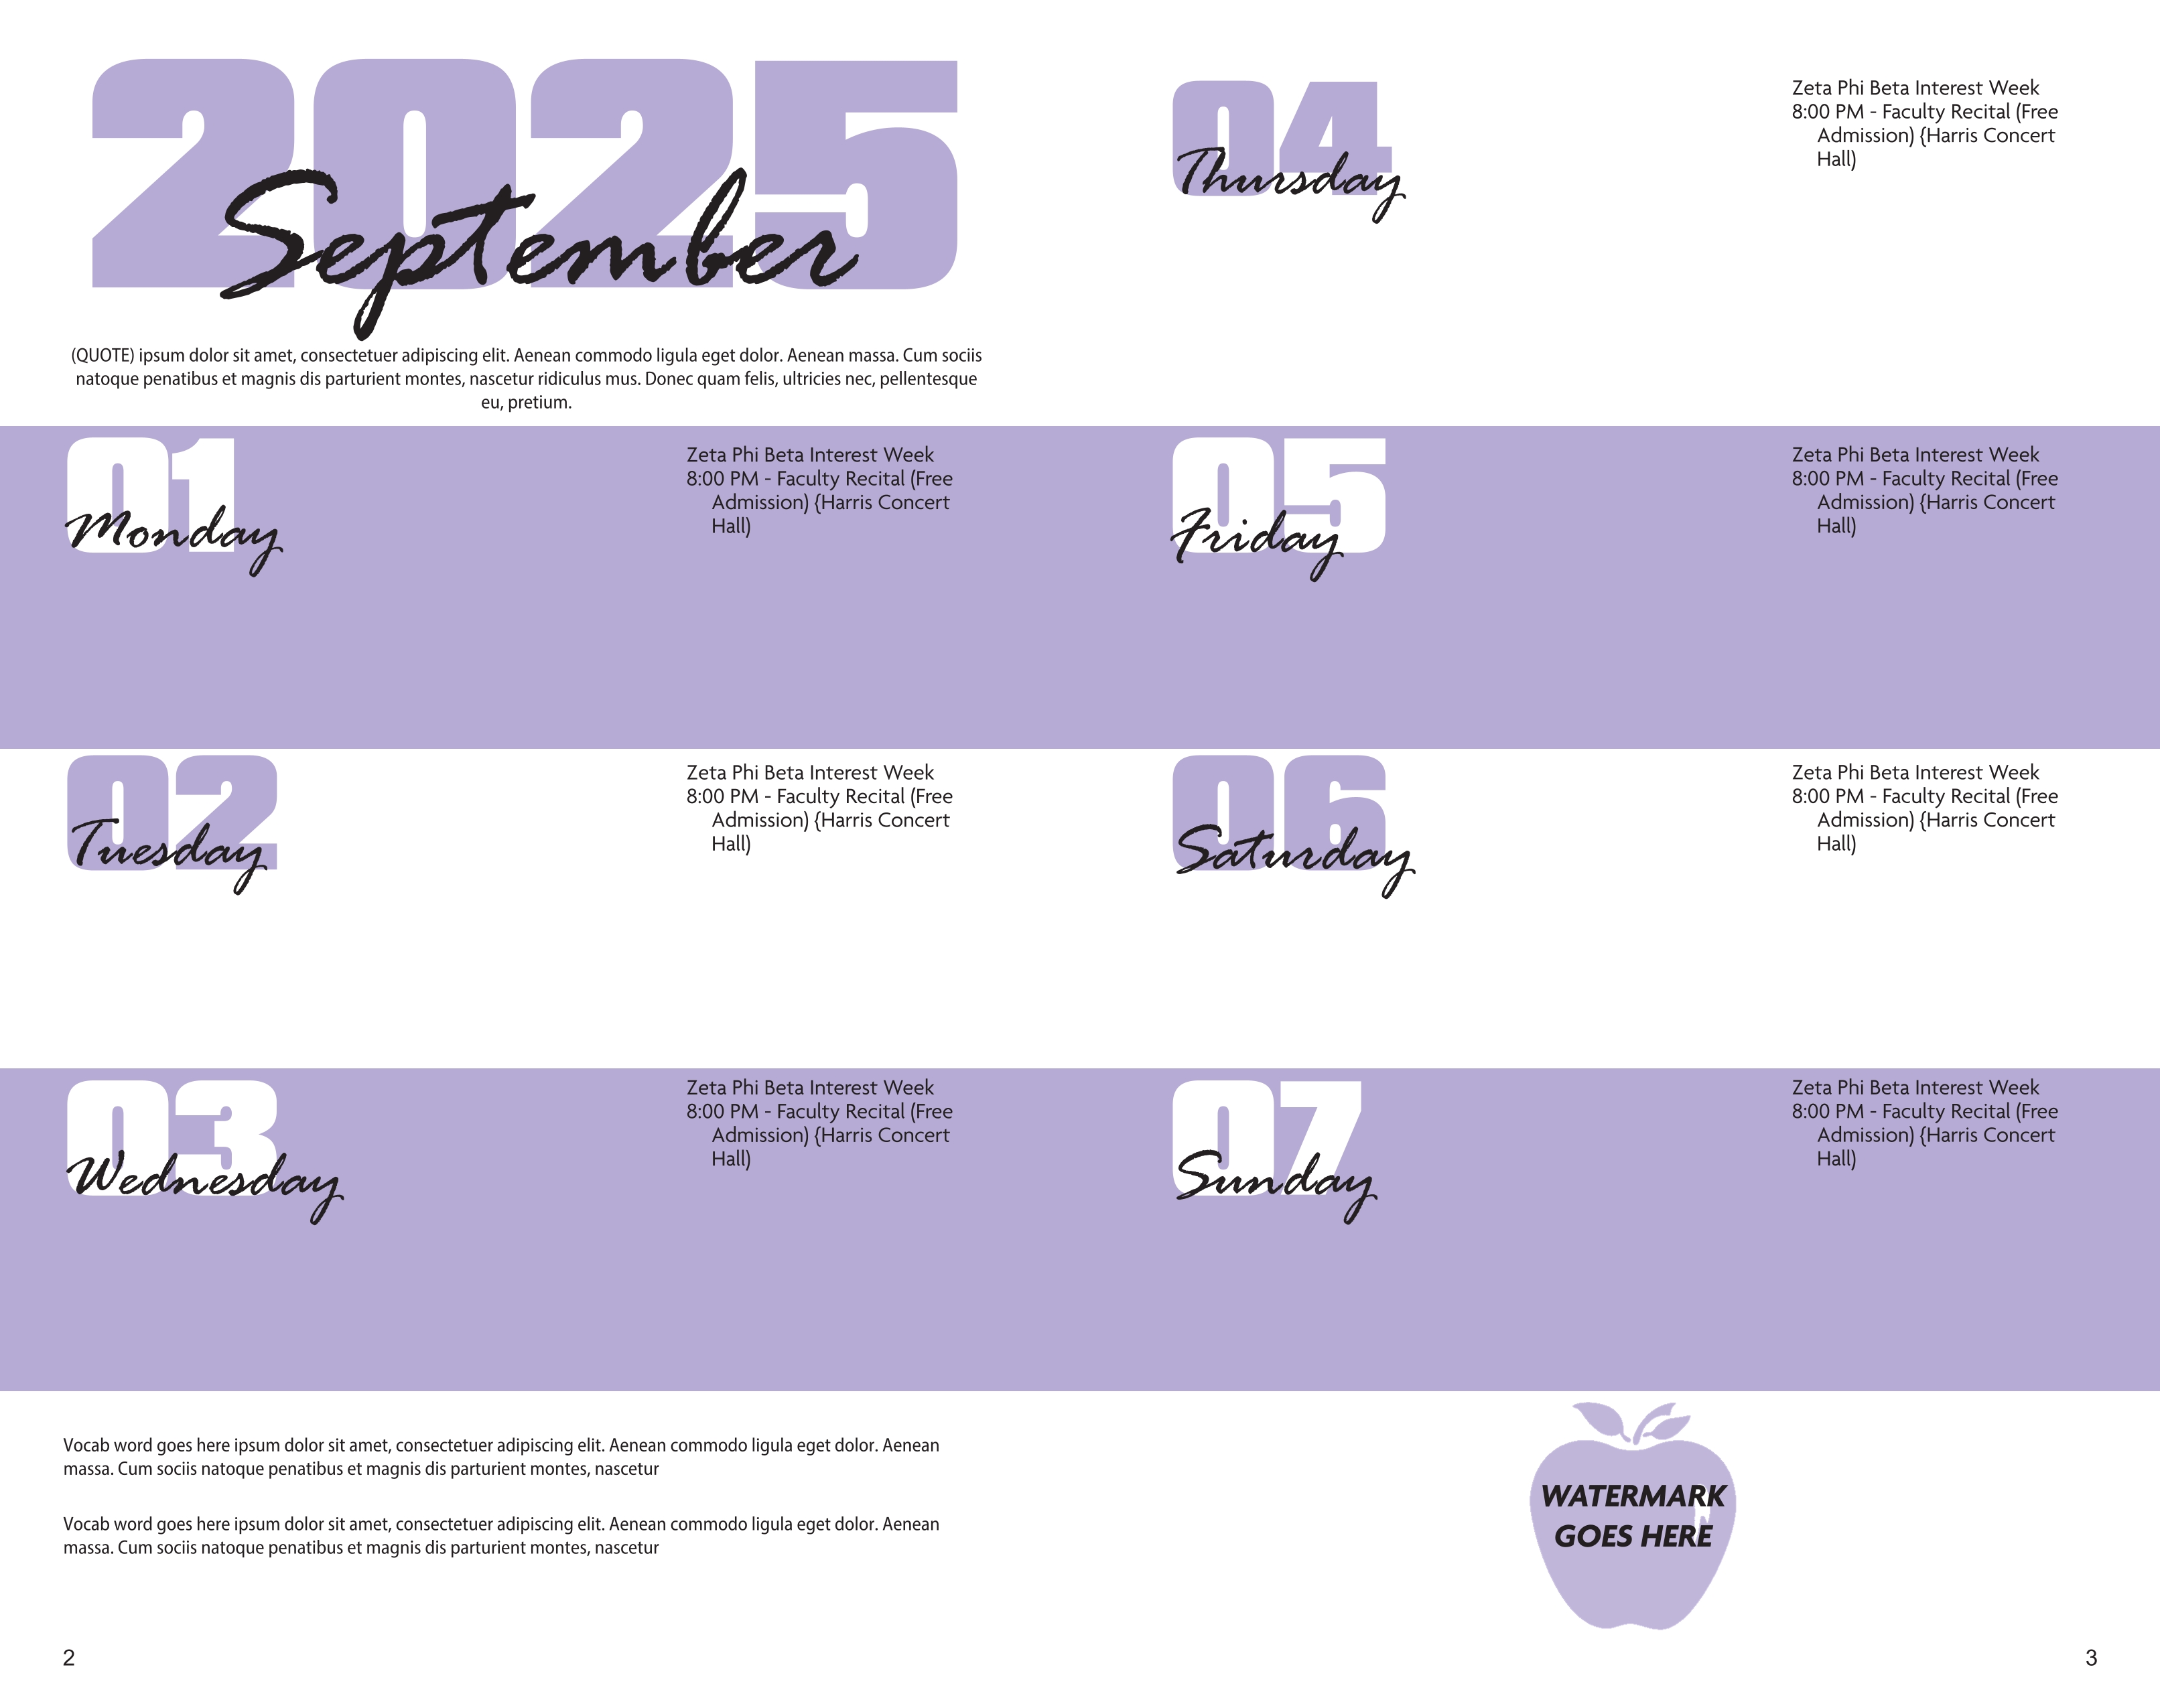 2025
September
(QUOTE) ipsum dolor sit amet, consectetuer adipiscing elit. Aenean commodo ligula eget dolor. Aenean massa. Cum sociis
natoque penatibus et magnis dis parturient montes, nascetur ridiculus mus. Donec quam felis, ultricies nec, pellentesque
eu, pretium.
01
Monday
Zeta Phi Beta Interest Week
8:00 PM - Faculty Recital (Free
Admission) {Harris Concert
Hall)
02
Tuesday
Zeta Phi Beta Interest Week
8:00 PM - Faculty Recital (Free
Admission) {Harris Concert
Hall)
03
Wednesday
Zeta Phi Beta Interest Week
8:00 PM - Faculty Recital (Free
Admission) {Harris Concert
Hall)
Vocab word goes here ipsum dolor sit amet, consectetuer adipiscing elit. Aenean commodo ligula eget dolor. Aenean
massa. Cum sociis natoque penatibus et magnis dis parturient montes, nascetur
Vocab word goes here ipsum dolor sit amet, consectetuer adipiscing elit. Aenean commodo ligula eget dolor. Aenean
massa. Cum sociis natoque penatibus et magnis dis parturient montes, nascetur
2
04
Thursday
Zeta Phi Beta Interest Week
8:00 PM - Faculty Recital (Free
Admission) {Harris Concert
Hall)
05
Friday
Zeta Phi Beta Interest Week
8:00 PM - Faculty Recital (Free
Admission) {Harris Concert
Hall)
06
Saturday
Zeta Phi Beta Interest Week
8:00 PM - Faculty Recital (Free
Admission) {Harris Concert
Hall)
07
Sunday
Zeta Phi Beta Interest Week
8:00 PM - Faculty Recital (Free
Admission) {Harris Concert
Hall)
WATERMARK
GOES HERE
3